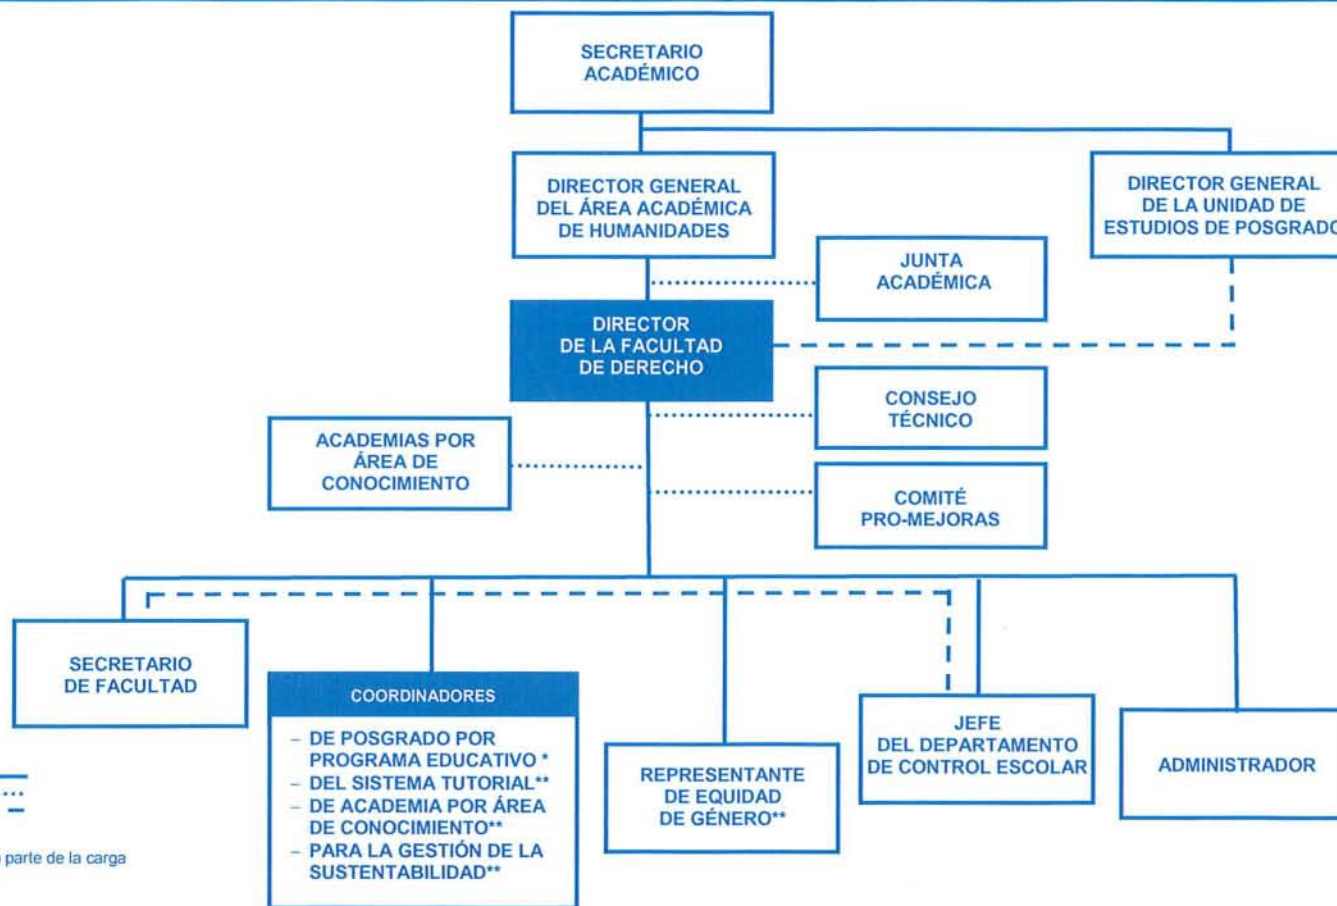 SECRETARIO
ACADÉMICO
DIRECTOR GENERAL
DEL ÁREA ACADÉMICA
DE HUMANIDADES
DIRECTOR GENERAL
DE LA UNIDAD DE
ESTUDIOS DE POSGRADO
JUNTA
ACADÉMICA
DIRECTOR
DE LA FACULTAD
DE DERECHO
CONSEJO
TÉCNICO
ACADEMIAS POR
ÁREA DE
CONOCIMIENTO
COMITÉ
PRO-MEJORAS
SECRETARIO
DE FACULTAD
COORDINADORES
– DE POSGRADO POR
PROGRAMA EDUCATIVO *
– DEL SISTEMA TUTORIAL**
– DE ACADEMIA POR ÁREA
DE CONOCIMIENTO**
– PARA LA GESTIÓN DE LA
SUSTENTABILIDAD**
REPRESENTANTE
DE EQUIDAD
DE GÉNERO**
JEFE
DEL DEPARTAMENTO
DE CONTROL ESCOLAR
ADMINISTRADOR
parte de la carga